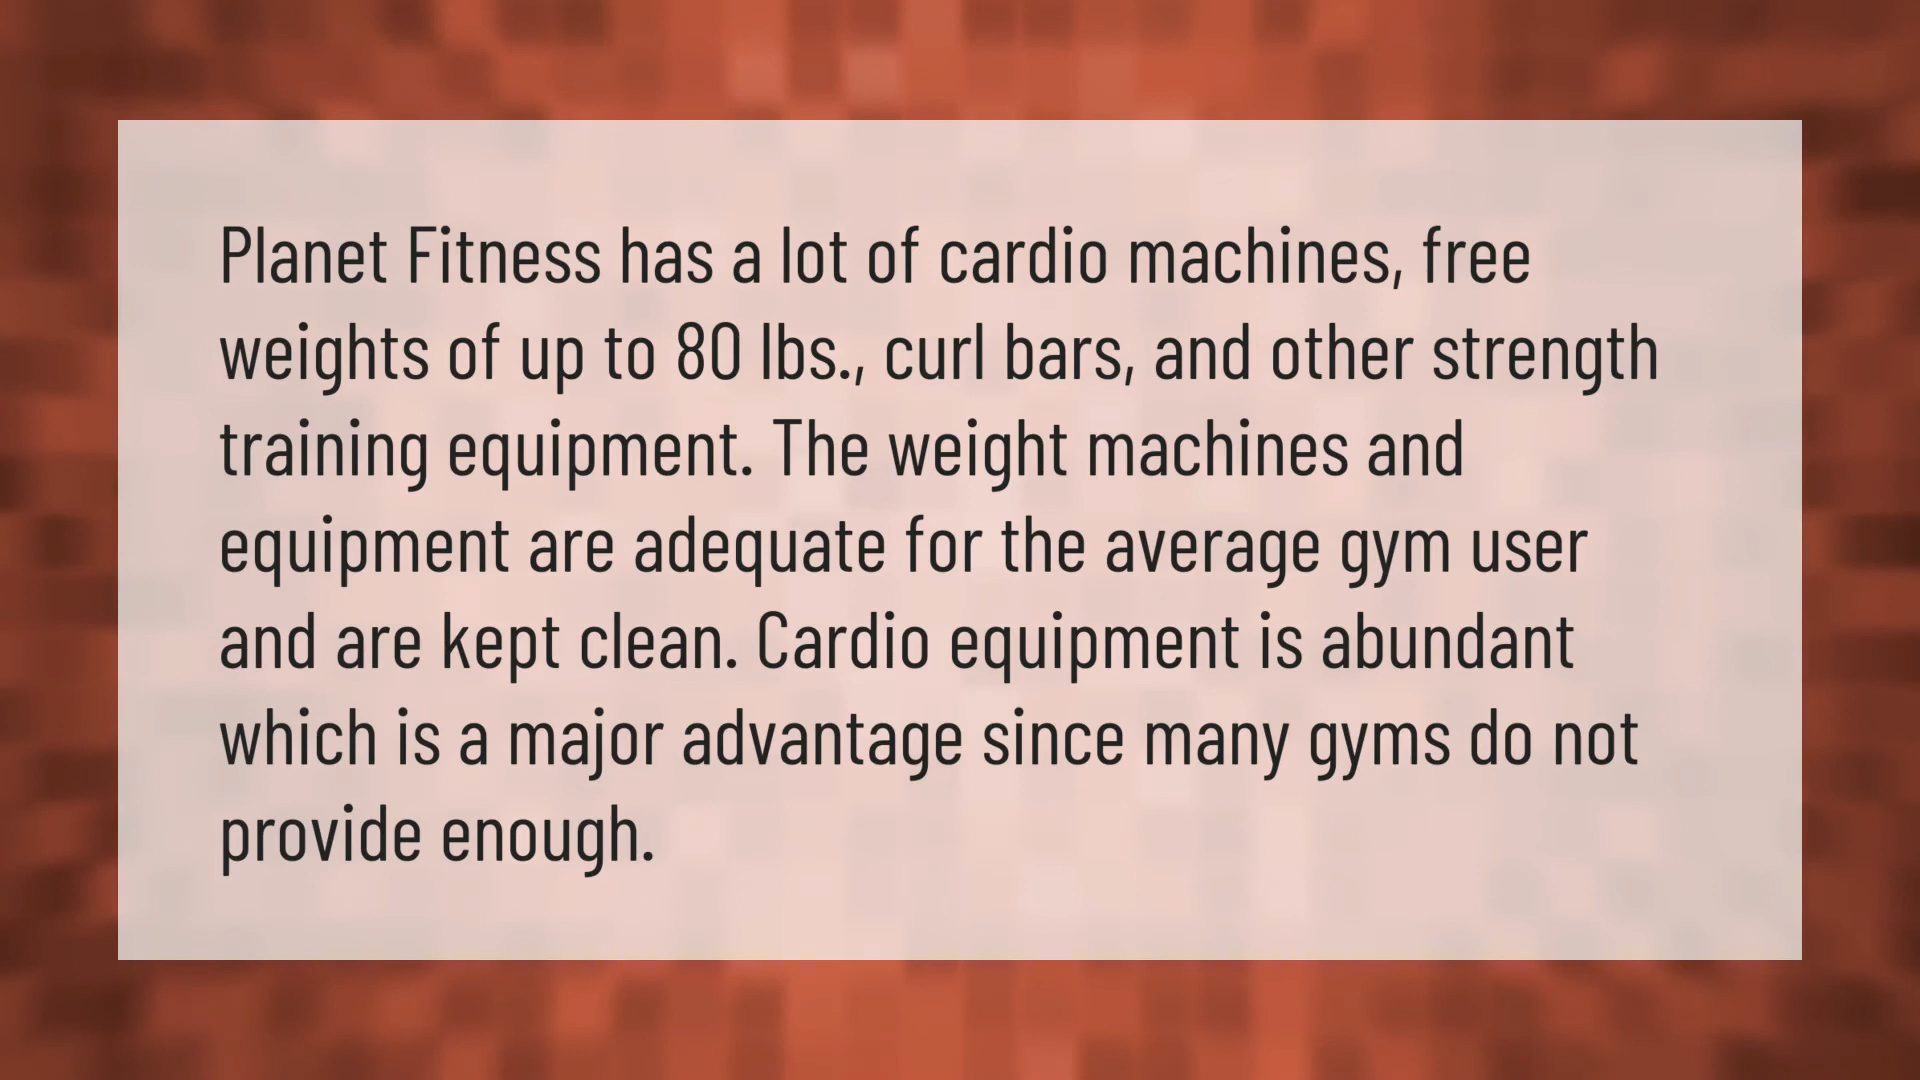 Planet Fitness has a lot of cardio machines, free
weights of up to 80 lbs., curl bars, and other strength
training equipment. The weight machines and
equipment are adequate for the average gym user
and are kept clean. Cardio equipment is abundant
which is a major advantage since many gyms do not
provide enough.